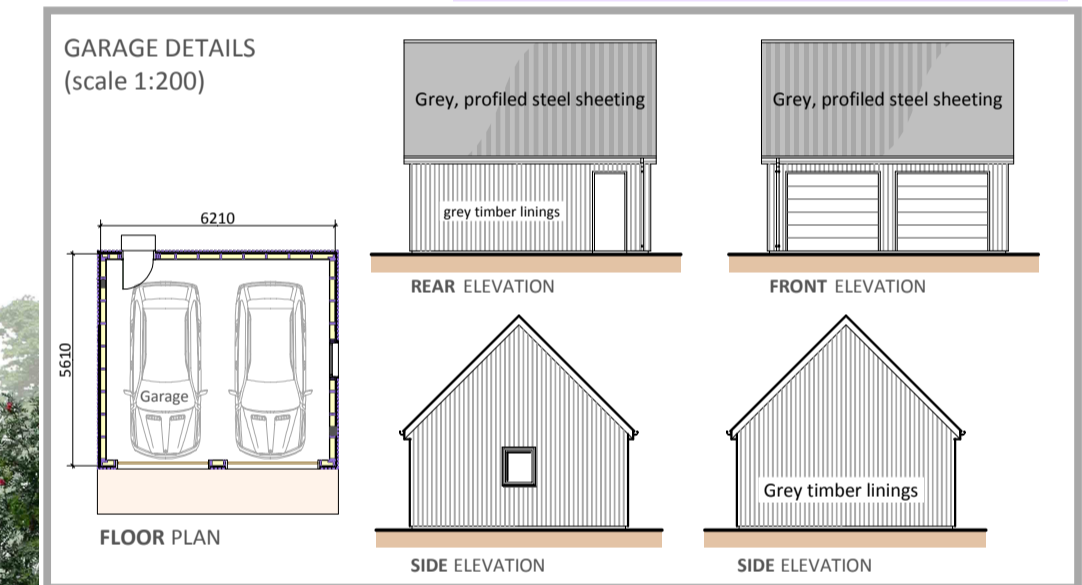 GARAGE DETAILS
(scale 1:200)
Grey, profiled steel sheeting
grey timber linings
REAR ELEVATION
Grey, profiled steel sheeting
FRONT ELEVATION
6210
5610
Garage
FLOOR PLAN
SIDE ELEVATION
Grey timber linings
SIDE ELEVATION